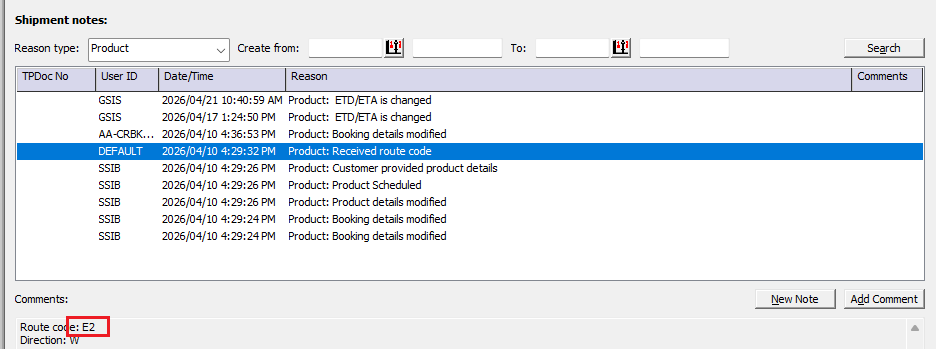 Shipment notes:
Reason type: Product Create from: To: Search
TPDoc No User ID Date/Time Reason Comments
GSIS 2026/04/21 10:40:59 AM Product:  ETD/ETA is changed
GSIS 2026/04/17 1:24:50 PM Product:  ETD/ETA is changed
AA-CRBK... 2026/04/10 4:36:53 PM Product: Booking details modified
DEFAULT 2026/04/10 4:29:32 PM Product: Received route code
SSIB 2026/04/10 4:29:26 PM Product: Customer provided product details
SSIB 2026/04/10 4:29:26 PM Product: Product Scheduled
SSIB 2026/04/10 4:29:26 PM Product: Product details modified
SSIB 2026/04/10 4:29:24 PM Product: Booking details modified
SSIB 2026/04/10 4:29:24 PM Product: Booking details modified
Comments: New Note Add Comment
Route code: E2
Direction: W